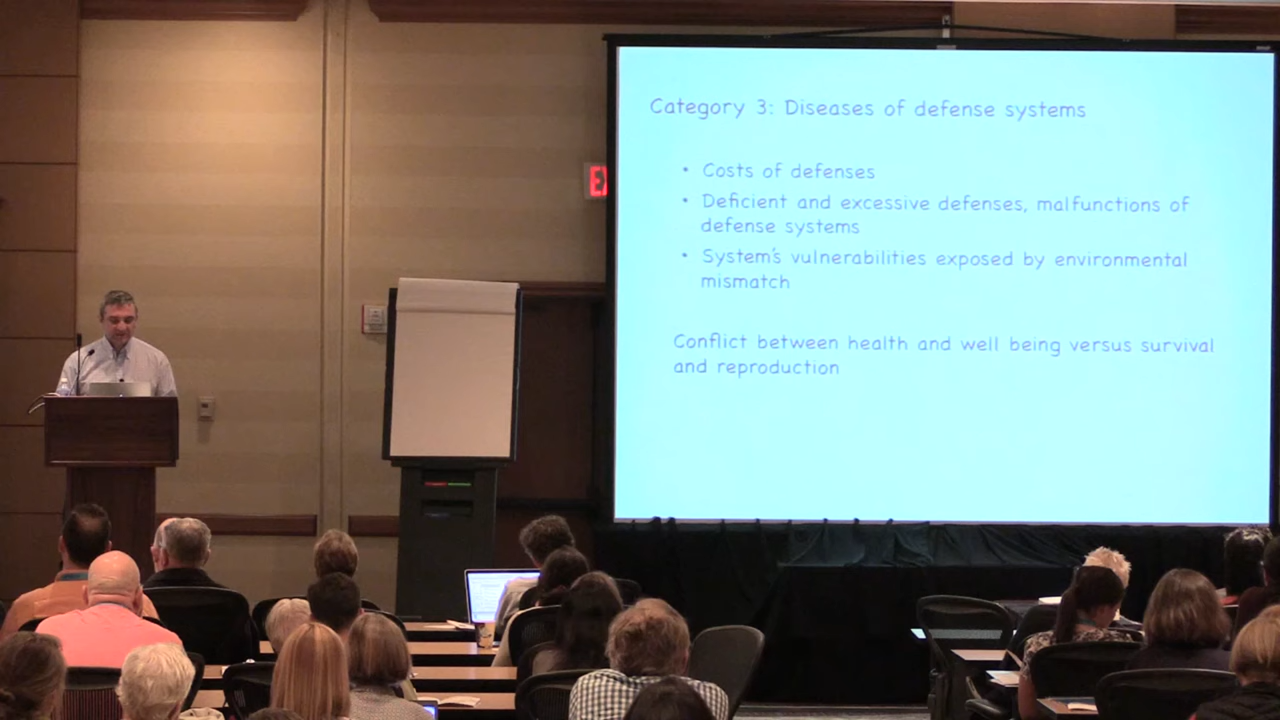 Category 3: Diseases of defense systems
• Costs of defenses
• Deficient and excessive defenses, malfunctions of
defense systems
• System's vulnerabilities exposed by environmental
mismatch
Conflict between health and well being versus survival
and reproduction
EX